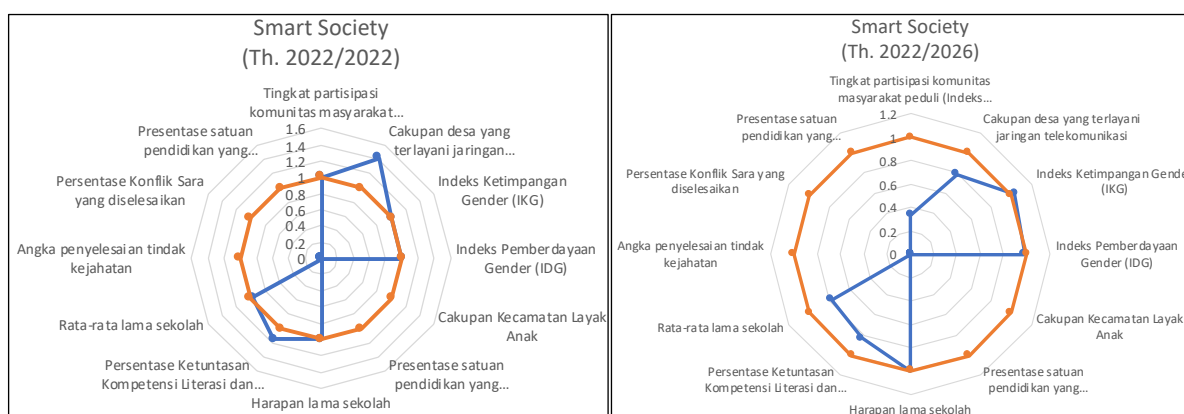 Smart Society
(Th. 2022/2022)
Tingkat partisipasi
komunitas masyarakat...
Cakupan desa yang
terlayani jaringan...
Indeks Ketimpangan
Gender (IKG)
Indeks Pemberdayaan
Gender (IDG)
Cakupan Kecamatan Layak
Anak
Presentase satuan
pendidikan yang...
Harapan lama sekolah
Persentase Ketuntasan
Kompetensi Literasi dan...
Rata-rata lama sekolah
Angka penyelesaian tindak
kejahatan
Persentase Konflik Sara
yang diselesaikan
Presentase satuan
pendidikan yang...
1.6
1.4
1.2
1
0.8
0.6
0.4
0.2
0
Smart Society
(Th. 2022/2026)
Tingkat partisipasi komunitas
masyarakat peduli (Indeks...
Cakupan desa yang terlayani
jaringan telekomunikasi
Indeks Ketimpangan Gender
(IKG)
Indeks Pemberdayaan
Gender (IDG)
Cakupan Kecamatan Layak
Anak
Presentase satuan
pendidikan yang...
Harapan lama sekolah
Persentase Ketuntasan
Kompetensi Literasi dan...
Rata-rata lama sekolah
Angka penyelesaian tindak
kejahatan
Persentase Konflik Sara yang
diselesaikan
Presentase satuan
pendidikan yang...
1.2
1
0.8
0.6
0.4
0.2
0